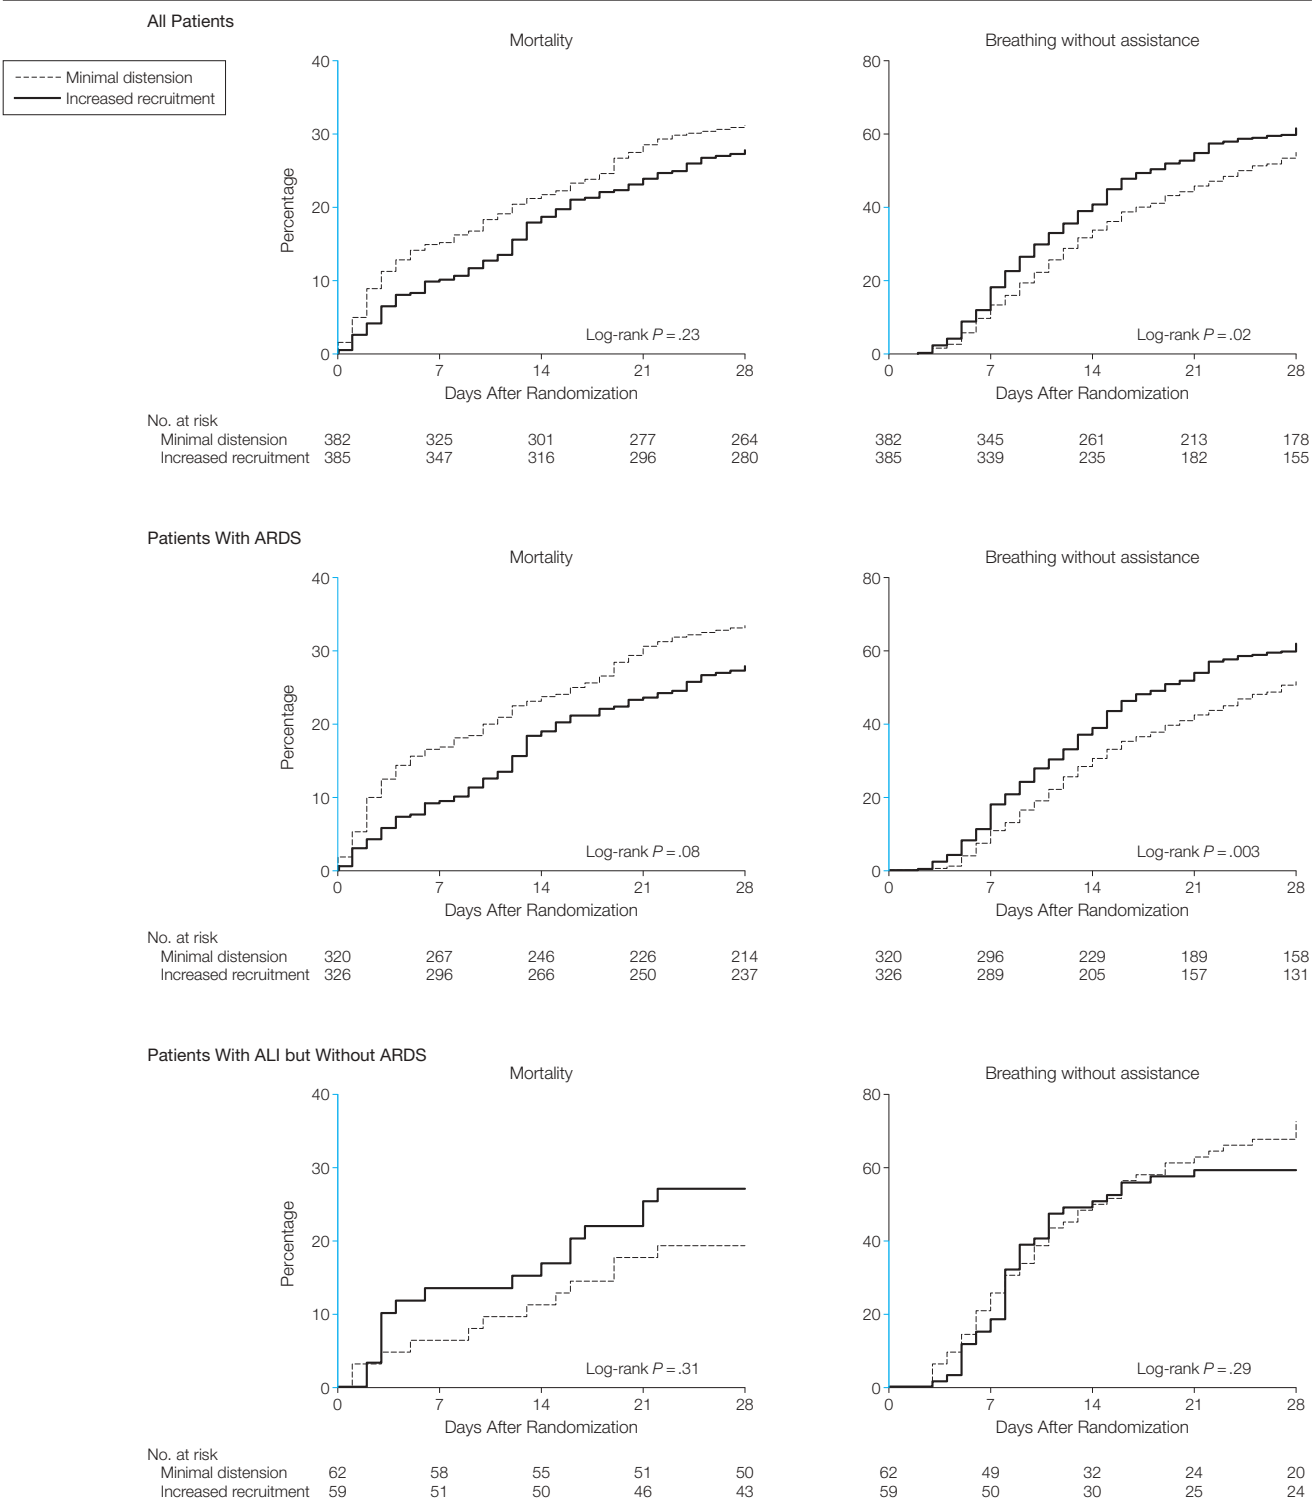 All Patients
Minimal distension
Increased recruitment
Mortality
Percentage
40
30
20
10
0
0 7 14 21 28
Log-rank P = .23
Days After Randomization
Breathing without assistance
80
60
40
20
0
0 7 14 21 28
Log-rank P = .02
Days After Randomization
No. at risk
Minimal distension 382 325 301 277 264 382 345 261 213 178
Increased recruitment 385 347 316 296 280 385 339 235 182 155
Patients With ARDS
Mortality
Percentage
40
30
20
10
0
0 7 14 21 28
Log-rank P = .08
Days After Randomization
Breathing without assistance
80
60
40
20
0
0 7 14 21 28
Log-rank P = .003
Days After Randomization
No. at risk
Minimal distension 320 267 246 226 214 320 296 229 189 158
Increased recruitment 326 296 266 250 237 326 289 205 157 131
Patients With ALI but Without ARDS
Mortality
Percentage
40
30
20
10
0
0 7 14 21 28
Log-rank P = .31
Days After Randomization
Breathing without assistance
80
60
40
20
0
0 7 14 21 28
Log-rank P = .29
Days After Randomization
No. at risk
Minimal distension 62 58 55 51 50 62 49 32 24 20
Increased recruitment 59 51 50 46 43 59 50 30 25 24